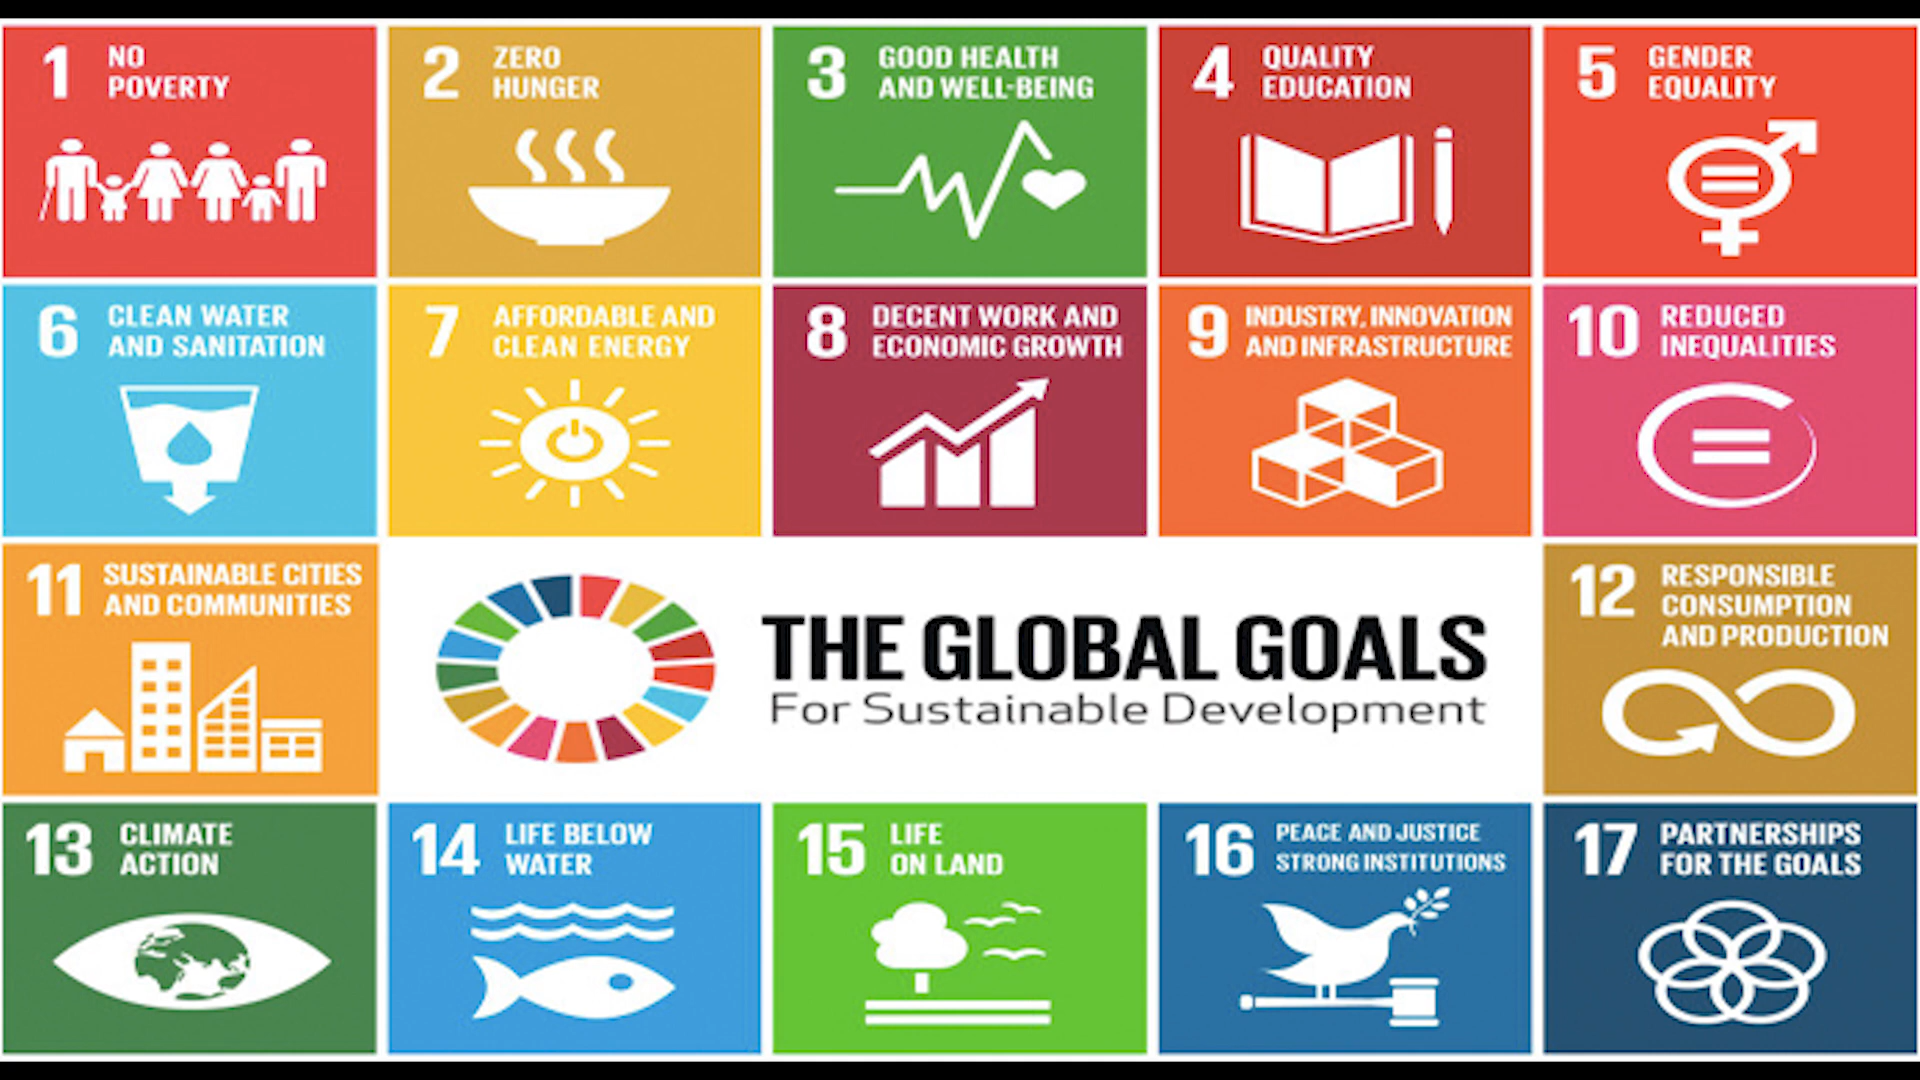 1 NO
POVERTY
2 ZERO
HUNGER
3 GOOD HEALTH
AND WELL-BEING
4 QUALITY
EDUCATION
5 GENDER
EQUALITY
6 CLEAN WATER
AND SANITATION
7 AFFORDABLE AND
CLEAN ENERGY
8 DECENT WORK AND
ECONOMIC GROWTH
9 INDUSTRY, INNOVATION
AND INFRASTRUCTURE
10 REDUCED
INEQUALITIES
11 SUSTAINABLE CITIES
AND COMMUNITIES
THE GLOBAL GOALS
For Sustainable Development
12 RESPONSIBLE
CONSUMPTION
AND PRODUCTION
13 CLIMATE
ACTION
14 LIFE BELOW
WATER
15 LIFE
ON LAND
16 PEACE AND JUSTICE
STRONG INSTITUTIONS
17 PARTNERSHIPS
FOR THE GOALS